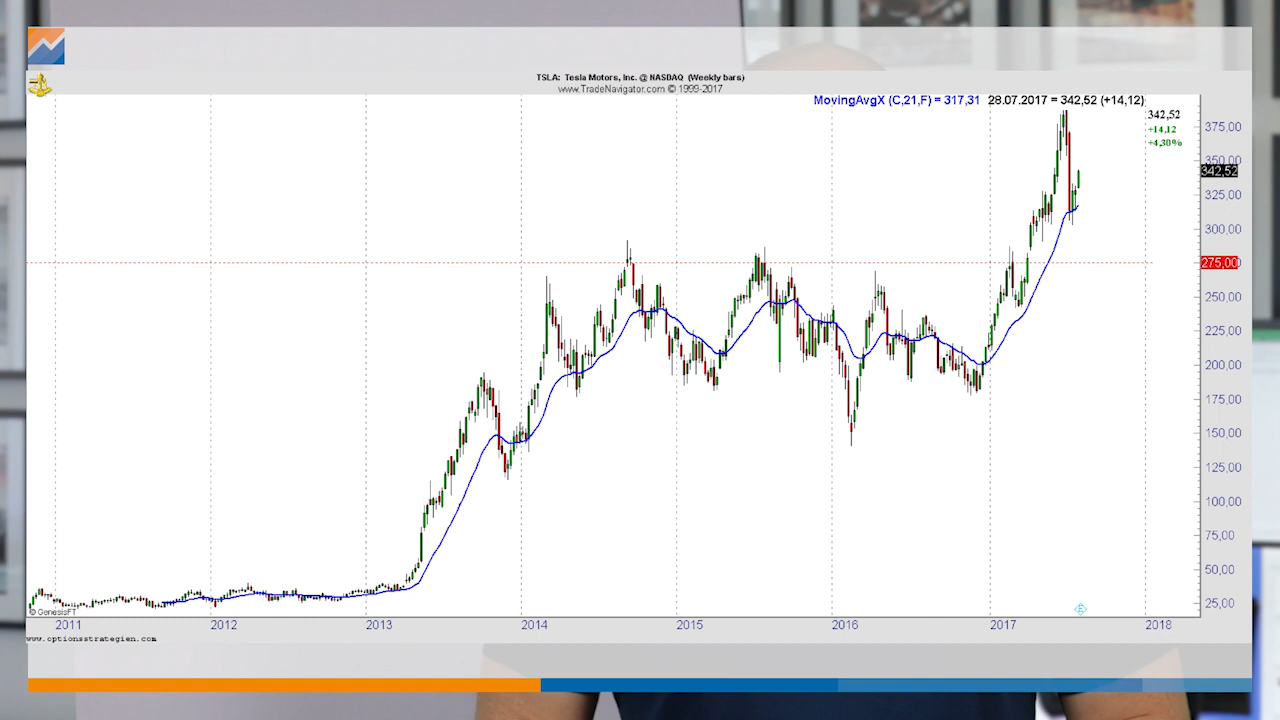 TSLA: Tesla Motors, Inc. @ NASDAQ (Weekly bars)
www.TradeNavigator.com © 1999-2017
MovingAvgX (C,21,F) = 317,31 28.07.2017 = 342,52 (+14,12)
342,52
+14,12
+4,30%
375,00
350,00
342,52
325,00
300,00
275,00
250,00
225,00
200,00
175,00
150,00
125,00
100,00
75,00
50,00
25,00
© GenesisFT
2011 2012 2013 2014 2015 2016 2017 2018
www.optionsstrategien.com
E